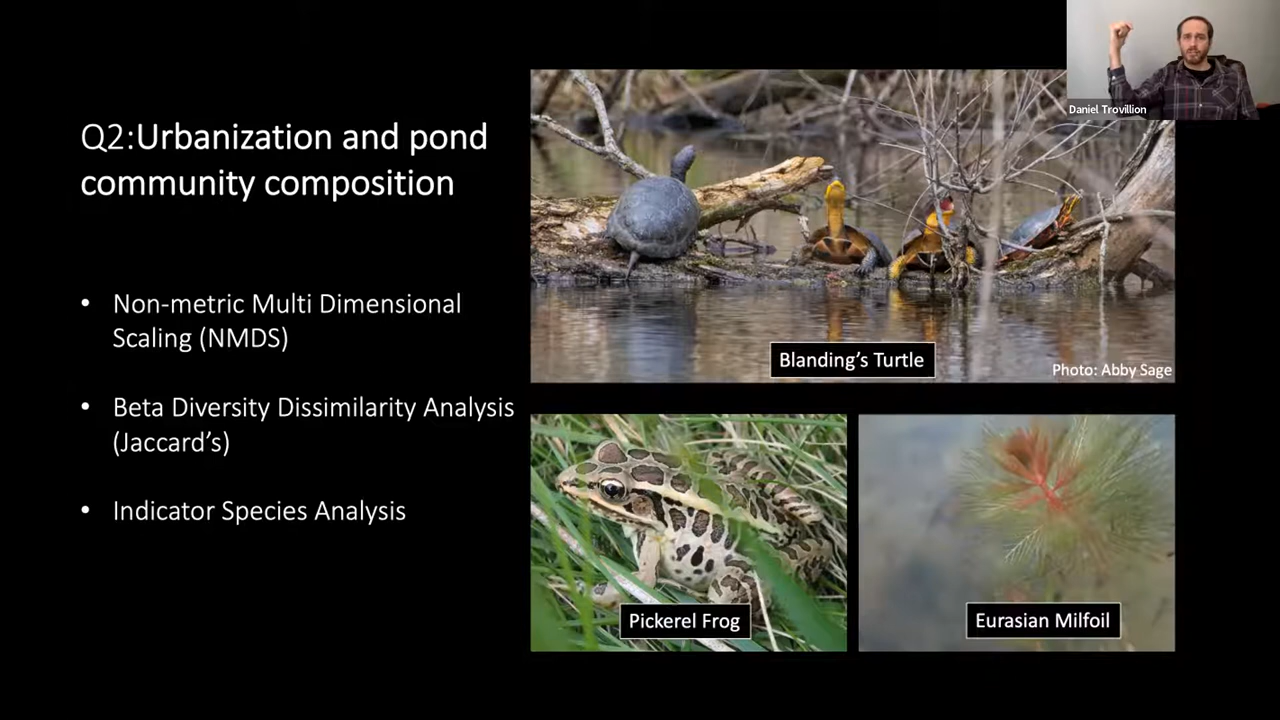 Daniel Trovillion
Q2:Urbanization and pond
community composition
• Non-metric Multi Dimensional
Scaling (NMDS)
• Beta Diversity Dissimilarity Analysis
(Jaccard’s)
• Indicator Species Analysis
Blanding’s Turtle
Photo: Abby Sage
Pickerel Frog
Eurasian Milfoil